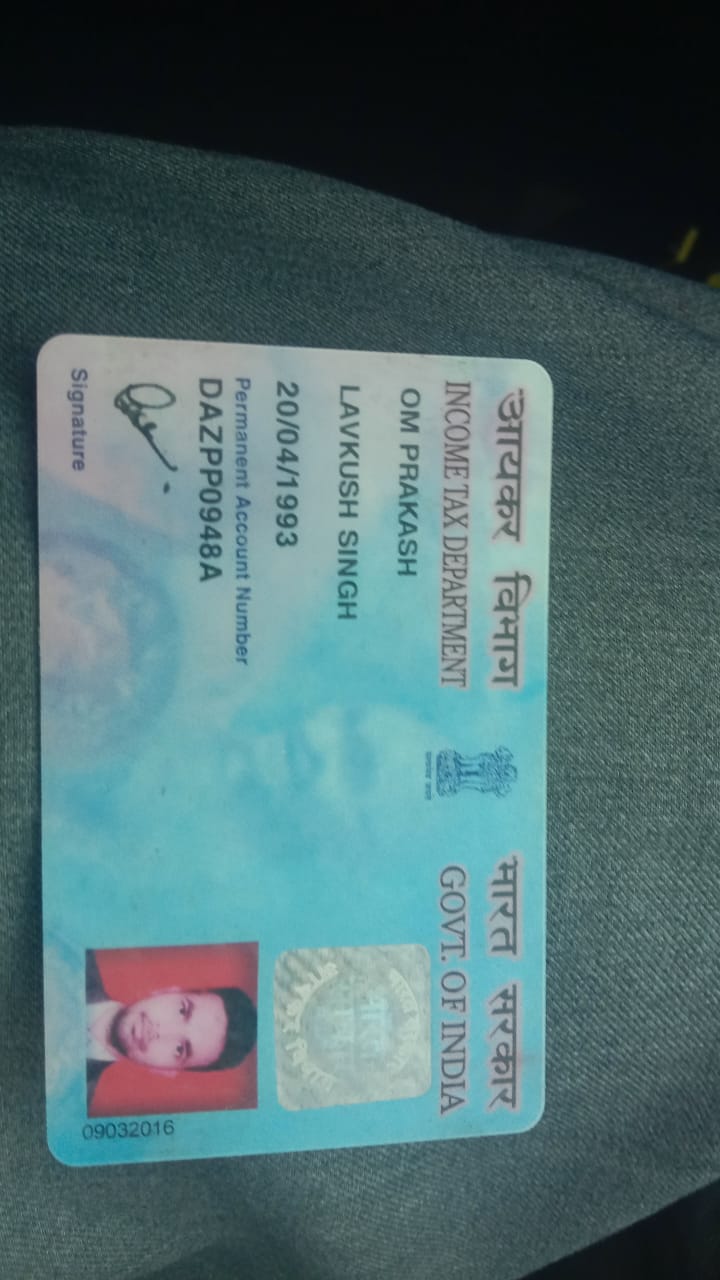 आयकर विभाग
INCOME TAX DEPARTMENT
भारत सरकार
GOVT. OF INDIA
OM PRAKASH
LAVKUSH SINGH
20/04/1993
Permanent Account Number
DAZPP0948A
Signature
09032016